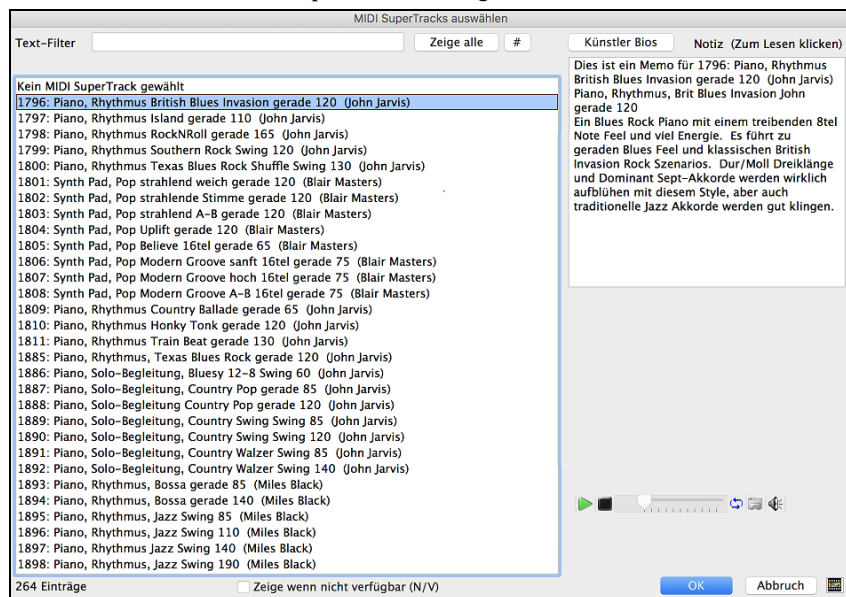 MIDI SuperTracks auswählen
Text-Filter
Zeige alle
#
Künstler Bios
Notiz (Zum Lesen klicken)
Kein MIDI SuperTrack gewählt
1796: Piano, Rhythmus British Blues Invasion gerade 120 (John Jarvis)
1797: Piano, Rhythmus Island gerade 110 (John Jarvis)
1798: Piano, Rhythmus RockNRoll gerade 165 (John Jarvis)
1799: Piano, Rhythmus Southern Rock Swing 120 (John Jarvis)
1800: Piano, Rhythmus Texas Blues Rock Shuffle Swing 130 (John Jarvis)
1801: Synth Pad, Pop strahlend weich gerade 120 (Blair Masters)
1802: Synth Pad, Pop strahlende Stimme gerade 120 (Blair Masters)
1803: Synth Pad, Pop strahlend A-B gerade 120 (Blair Masters)
1804: Synth Pad, Pop Uplift gerade 120 (Blair Masters)
1805: Synth Pad, Pop Believe 16tel gerade 65 (Blair Masters)
1806: Synth Pad, Pop Modern Groove sanft 16tel gerade 75 (Blair Masters)
1807: Synth Pad, Pop Modern Groove hoch 16tel gerade 75 (Blair Masters)
1808: Synth Pad, Pop Modern Groove A-B 16tel gerade 75 (Blair Masters)
1809: Piano, Rhythmus Country Ballade gerade 65 (John Jarvis)
1810: Piano, Rhythmus Honky Tonk gerade 120 (John Jarvis)
1811: Piano, Rhythmus Train Beat gerade 130 (John Jarvis)
1885: Piano, Rhythmus, Texas Blues Rock gerade 120 (John Jarvis)
1886: Piano, Solo-Begleitung, Bluesy 12-8 Swing 60 (John Jarvis)
1887: Piano, Solo-Begleitung, Country Pop gerade 85 (John Jarvis)
1888: Piano, Solo-Begleitung Country Pop gerade 120 (John Jarvis)
1889: Piano, Solo-Begleitung, Country Swing Swing 85 (John Jarvis)
1890: Piano, Solo-Begleitung, Country Swing Swing 120 (John Jarvis)
1891: Piano, Solo-Begleitung, Country Walzer Swing 85 (John Jarvis)
1892: Piano, Solo-Begleitung, Country Walzer Swing 140 (John Jarvis)
1893: Piano, Rhythmus, Bossa gerade 85 (Miles Black)
1894: Piano, Rhythmus, Bossa gerade 140 (Miles Black)
1895: Piano, Rhythmus, Jazz Swing 85 (Miles Black)
1896: Piano, Rhythmus, Jazz Swing 110 (Miles Black)
1897: Piano, Rhythmus Jazz Swing 140 (Miles Black)
1898: Piano, Rhythmus, Jazz Swing 190 (Miles Black)
Dies ist ein Memo für 1796: Piano, Rhythmus
British Blues Invasion gerade 120 (John Jarvis)
Piano, Rhythmus, Brit Blues Invasion John
gerade 120
Ein Blues Rock Piano mit einem treibenden 8tel
Note Feel und viel Energie. Es führt zu
geraden Blues Feel und klassischen British
Invasion Rock Szenarios. Dur/Moll Dreiklänge
und Dominant Sept-Akkorde werden wirklich
aufblühen mit diesem Style, aber auch
traditionelle Jazz Akkorde werden gut klingen.
264 Einträge
Zeige wenn nicht verfügbar (N/V)
OK
Abbruch